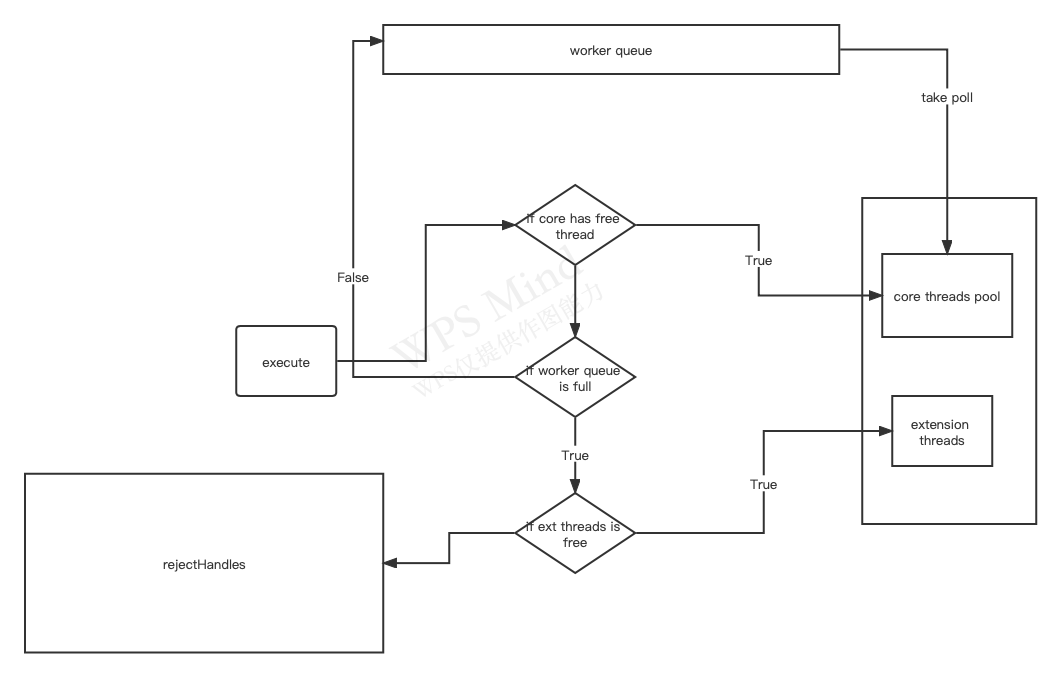 worker queue
take poll
if core has free
thread
True
False
WPS Mind
WPS仅提供作图能力
core threads pool
execute
if worker queue
is full
extension
threads
True
True
if ext threads is
free
rejectHandles